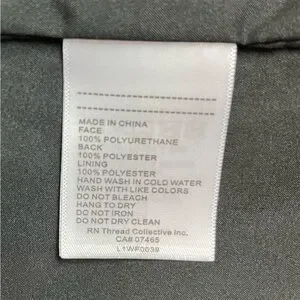 MADE IN CHINA
FACE
100% POLYURETHANE
BACK
100% POLYESTER
LINING
100% POLYESTER
HAND WASH IN COLD WATER
WASH WITH LIKE COLORS
DO NOT BLEACH
HANG TO DRY
DO NOT IRON
DO NOT DRY CLEAN
RN Thread Collective Inc.
CA# 07465
L1WF0039